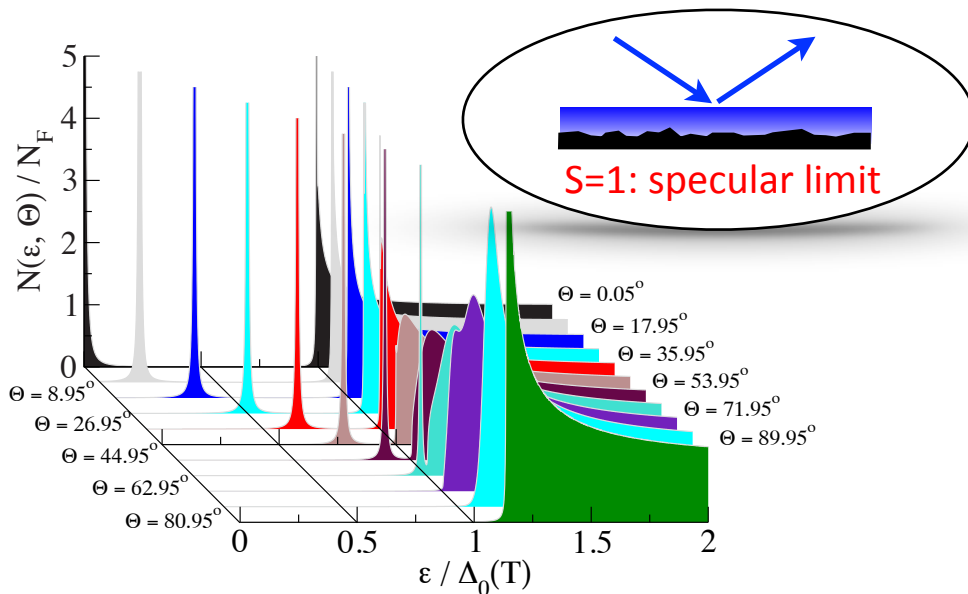 5
4
3
2
1
0
N(ε, Θ) / N_F
S=1: specular limit
Θ = 0.05°
Θ = 17.95°
Θ = 35.95°
Θ = 53.95°
Θ = 71.95°
Θ = 89.95°
Θ = 8.95°
Θ = 26.95°
Θ = 44.95°
Θ = 62.95°
Θ = 80.95°
0 0.5 1 1.5 2
ε / Δ₀(T)